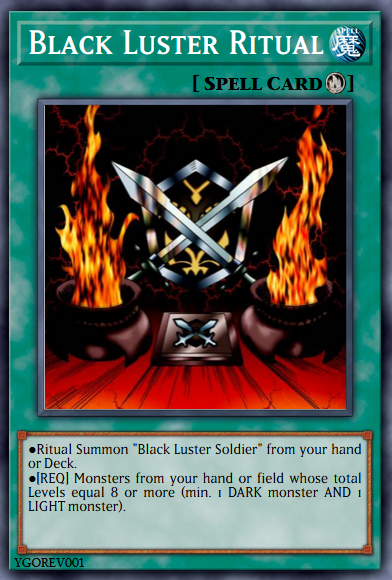 Black Luster Ritual
SPELL
魔
[ Spell Card ]
●Ritual Summon "Black Luster Soldier" from your hand
or Deck.
●[REQ] Monsters from your hand or field whose total
Levels equal 8 or more (min. 1 DARK monster AND 1
LIGHT monster).
YGOREV001